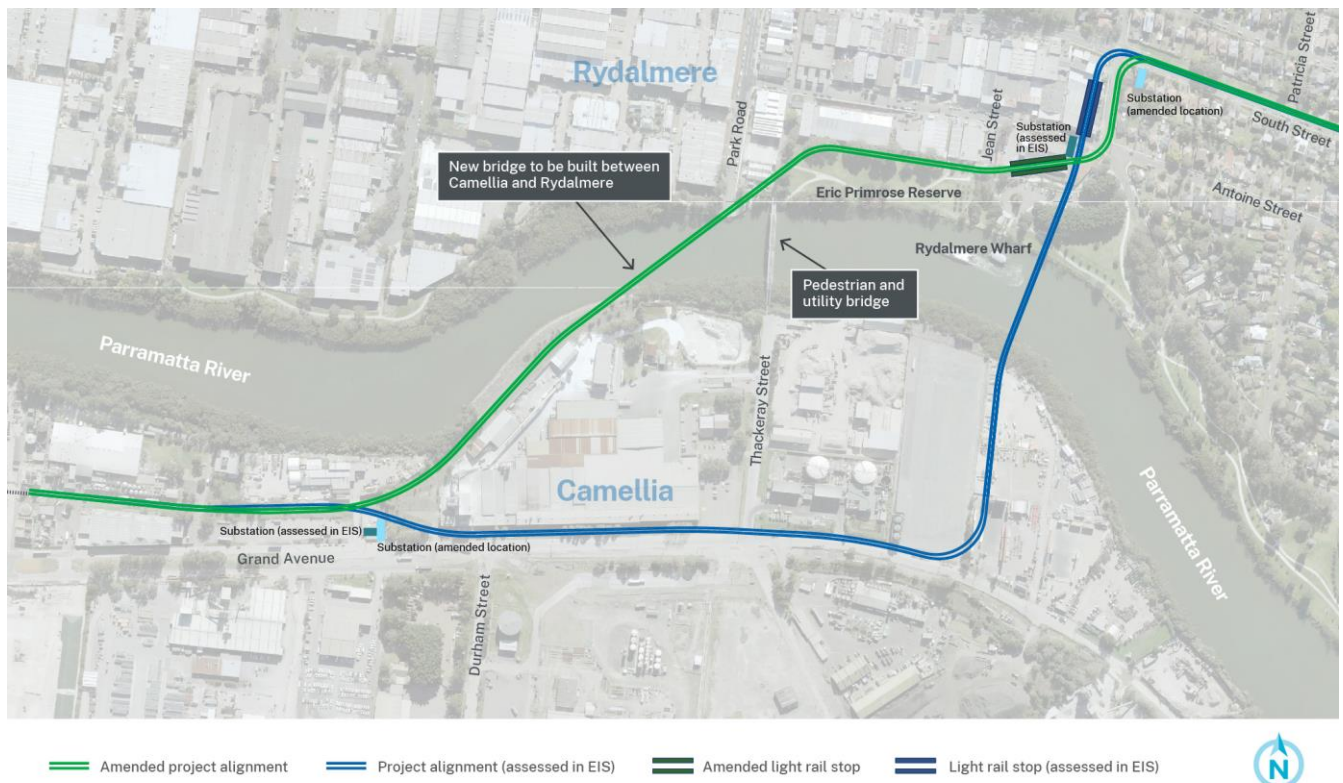 Rydalmere
Patricia Street
Substation
(amended location)
South Street
Substation
(assessed
in EIS)
Jean Street
Park Road
New bridge to be built between
Camellia and Rydalmere
Eric Primrose Reserve
Antoine Street
Rydalmere Wharf
Pedestrian and
utility bridge
Parramatta River
Thackeray Street
Camellia
Parramatta River
Substation (assessed in EIS)
Substation (amended location)
Grand Avenue
Durham Street
Amended project alignment
Project alignment (assessed in EIS)
Amended light rail stop
Light rail stop (assessed in EIS)
N